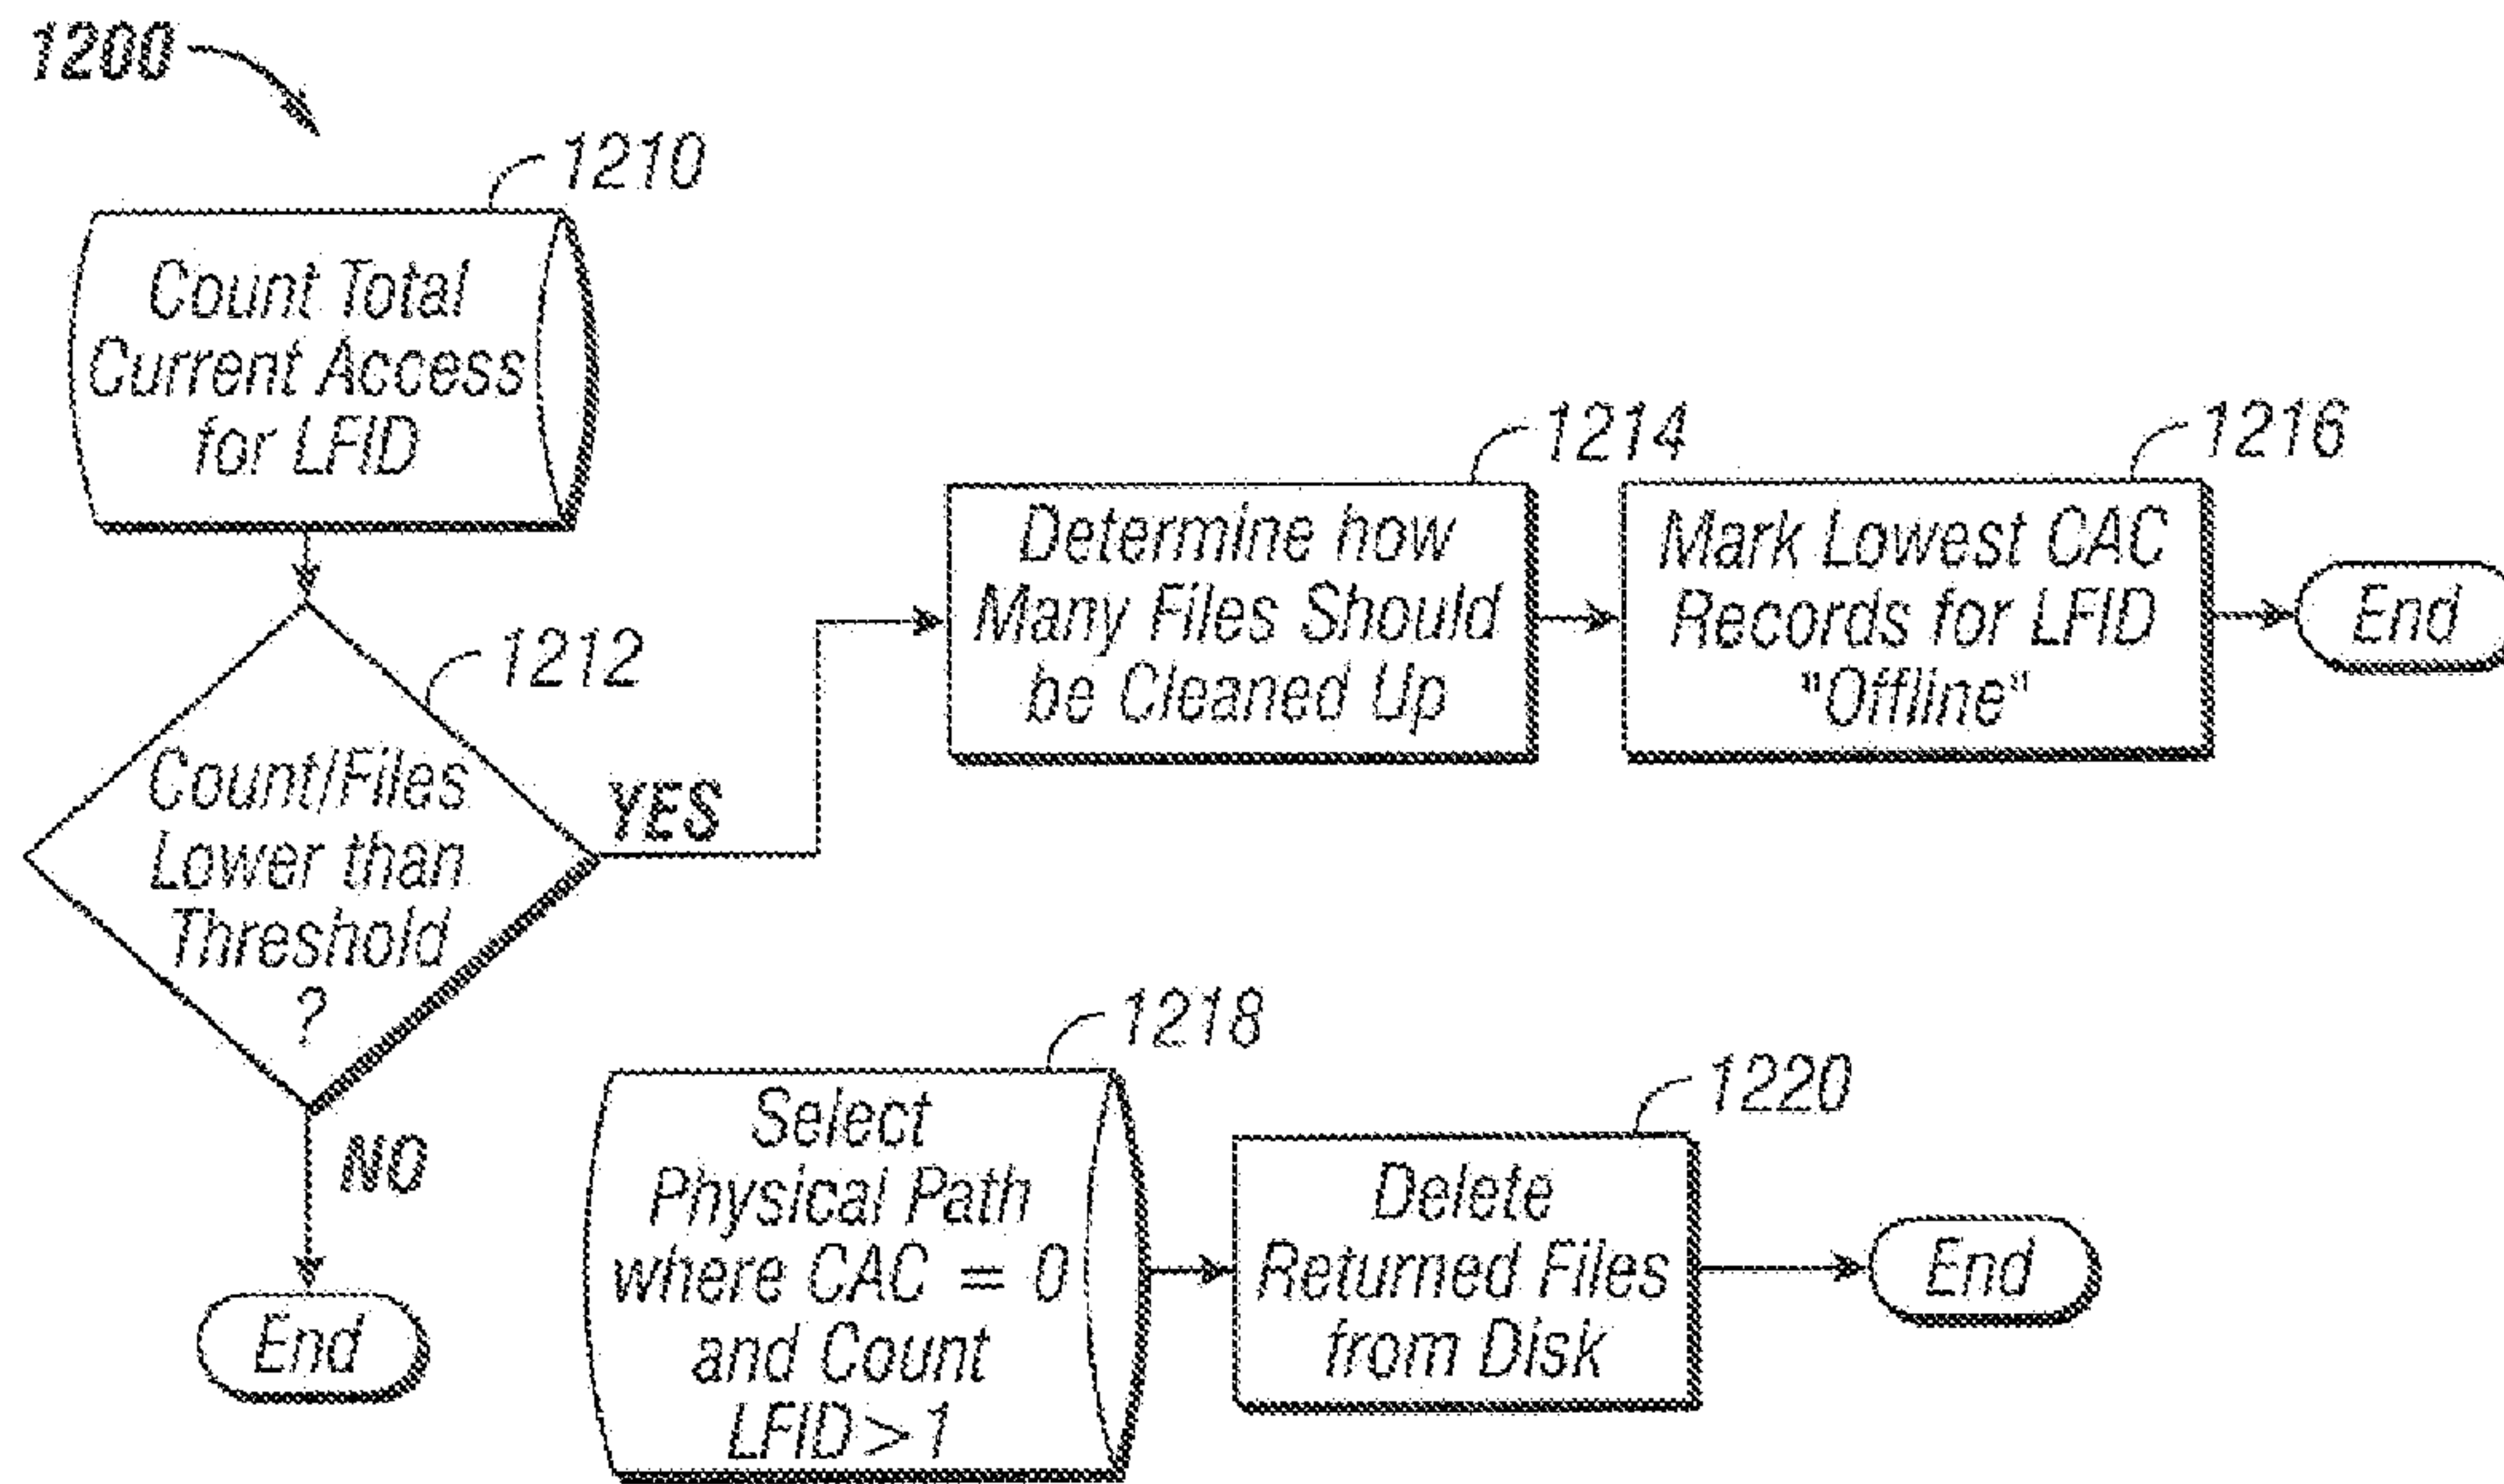 1200
1210
Count Total
Current Access
for LFID
1212
Count/Files
Lower than
Threshold
?
YES
NO
End
1214
Determine how
Many Files Should
be Cleaned Up
1216
Mark Lowest CAC
Records for LFID
"Offline"
End
1218
Select
Physical Path
where CAC = 0
and Count
LFID > 1
1220
Delete
Returned Files
from Disk
End